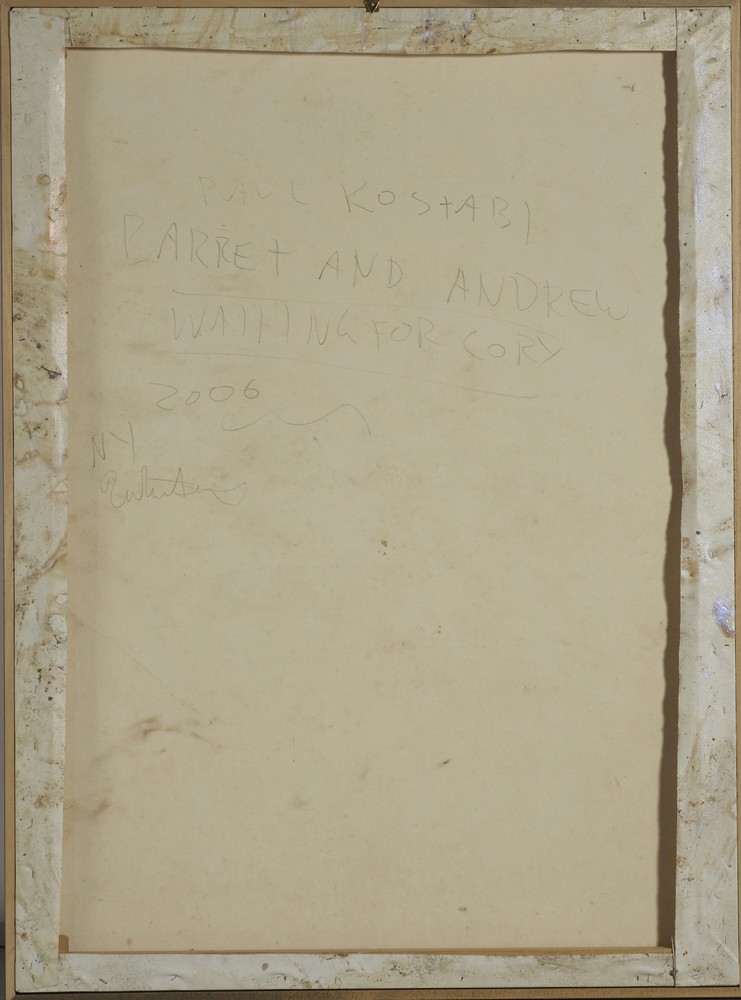 PAUL KOSTABI
BARRET AND ANDREW
WAITING FOR CORY
2006
NY